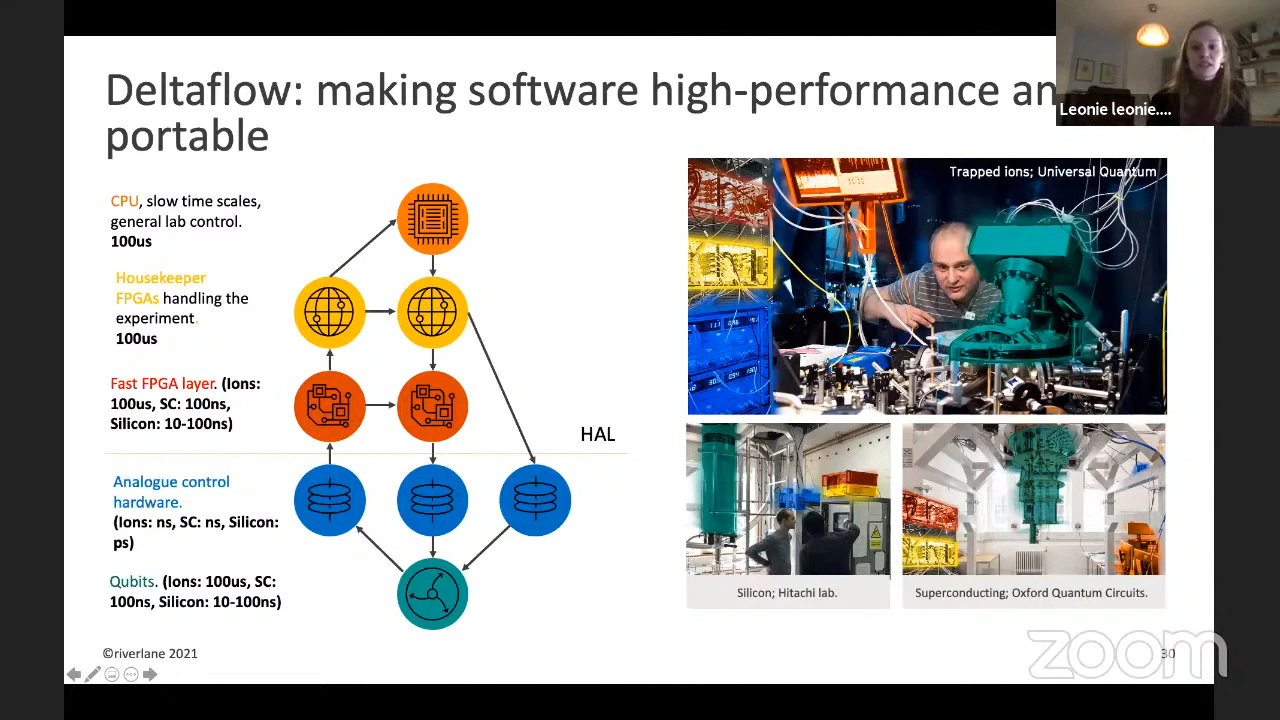 Deltaflow: making software high-performance an
portable
Leonie leonie....
CPU, slow time scales,
general lab control.
100us
Housekeeper
FPGAs handling the
experiment.
100us
Fast FPGA layer. (Ions:
100us, SC: 100ns,
Silicon: 10-100ns)
HAL
Analogue control
hardware.
(Ions: ns, SC: ns, Silicon:
ps)
Qubits. (Ions: 100us, SC:
100ns, Silicon: 10-100ns)
Trapped ions; Universal Quantum
Silicon; Hitachi lab.
Superconducting; Oxford Quantum Circuits.
©riverlane 2021
30
zoom